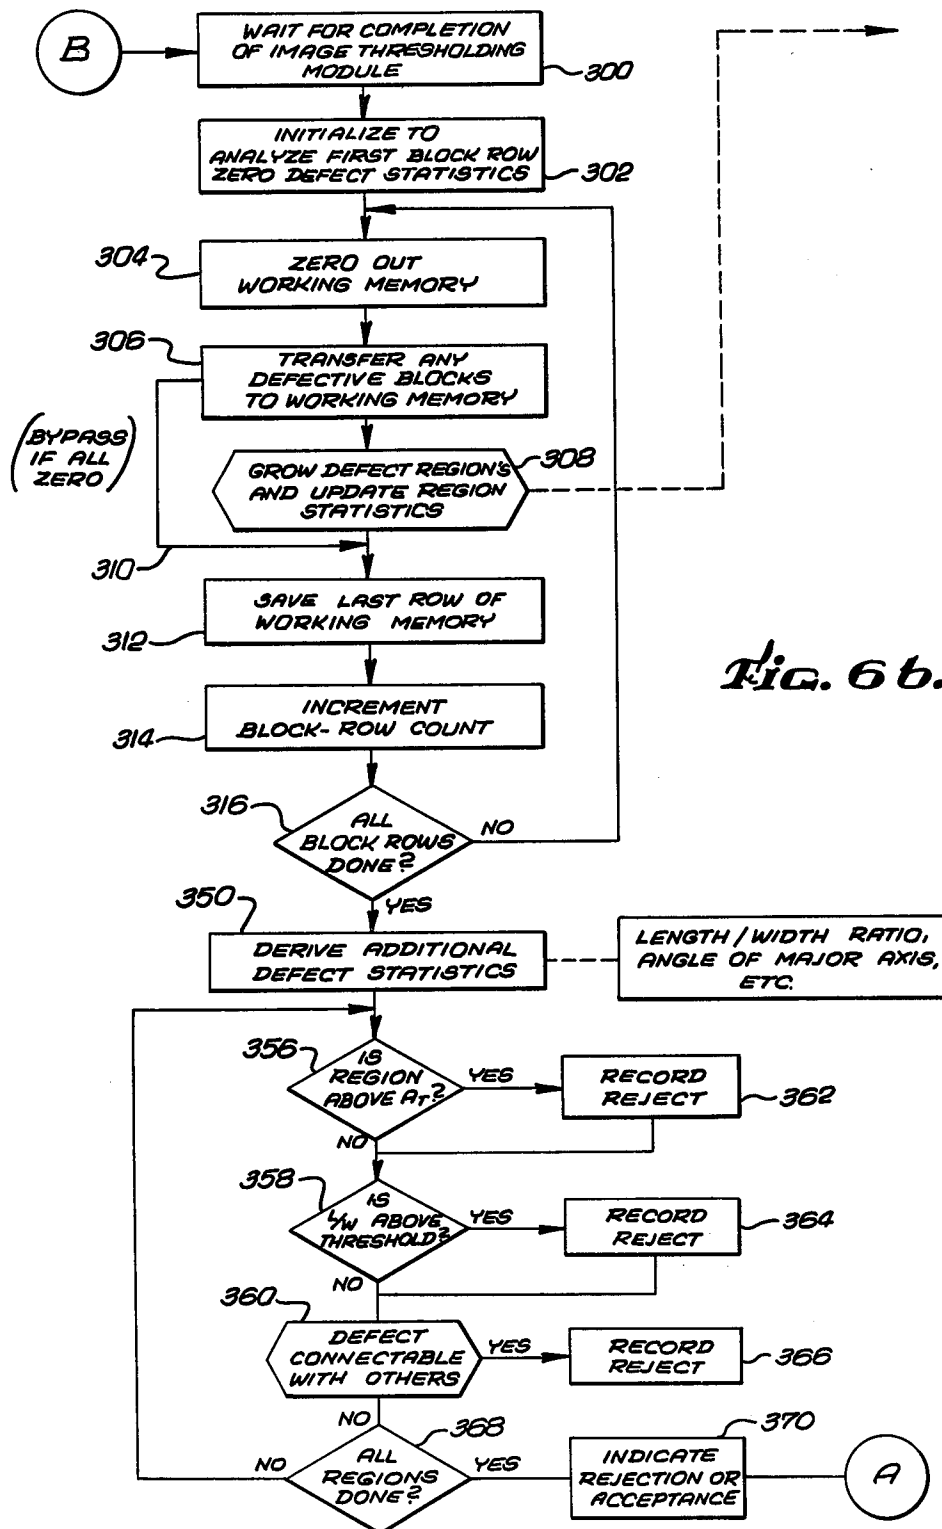 B
WAIT FOR COMPLETION
OF IMAGE THRESHOLDING
MODULE
300
INITIALIZE TO
ANALYZE FIRST BLOCK ROW
ZERO DEFECT STATISTICS
302
304
ZERO OUT
WORKING MEMORY
306
TRANSFER ANY
DEFECTIVE BLOCKS
TO WORKING MEMORY
(BYPASS
IF ALL
ZERO)
GROW DEFECT REGION'S
AND UPDATE REGION
STATISTICS
308
310
SAVE LAST ROW OF
WORKING MEMORY
312
Fig. 6b.
INCREMENT
BLOCK-ROW COUNT
314
316
ALL
BLOCK ROWS
DONE?
NO
YES
350
DERIVE ADDITIONAL
DEFECT STATISTICS
LENGTH/WIDTH RATIO,
ANGLE OF MAJOR AXIS,
ETC.
356
IS
REGION
ABOVE AT?
YES
RECORD
REJECT
362
NO
358
IS
L/W ABOVE
THRESHOLD?
YES
RECORD
REJECT
364
NO
360
DEFECT
CONNECTABLE
WITH OTHERS
YES
RECORD
REJECT
366
NO
368
ALL
REGIONS
DONE?
NO
YES
370
INDICATE
REJECTION OR
ACCEPTANCE
A